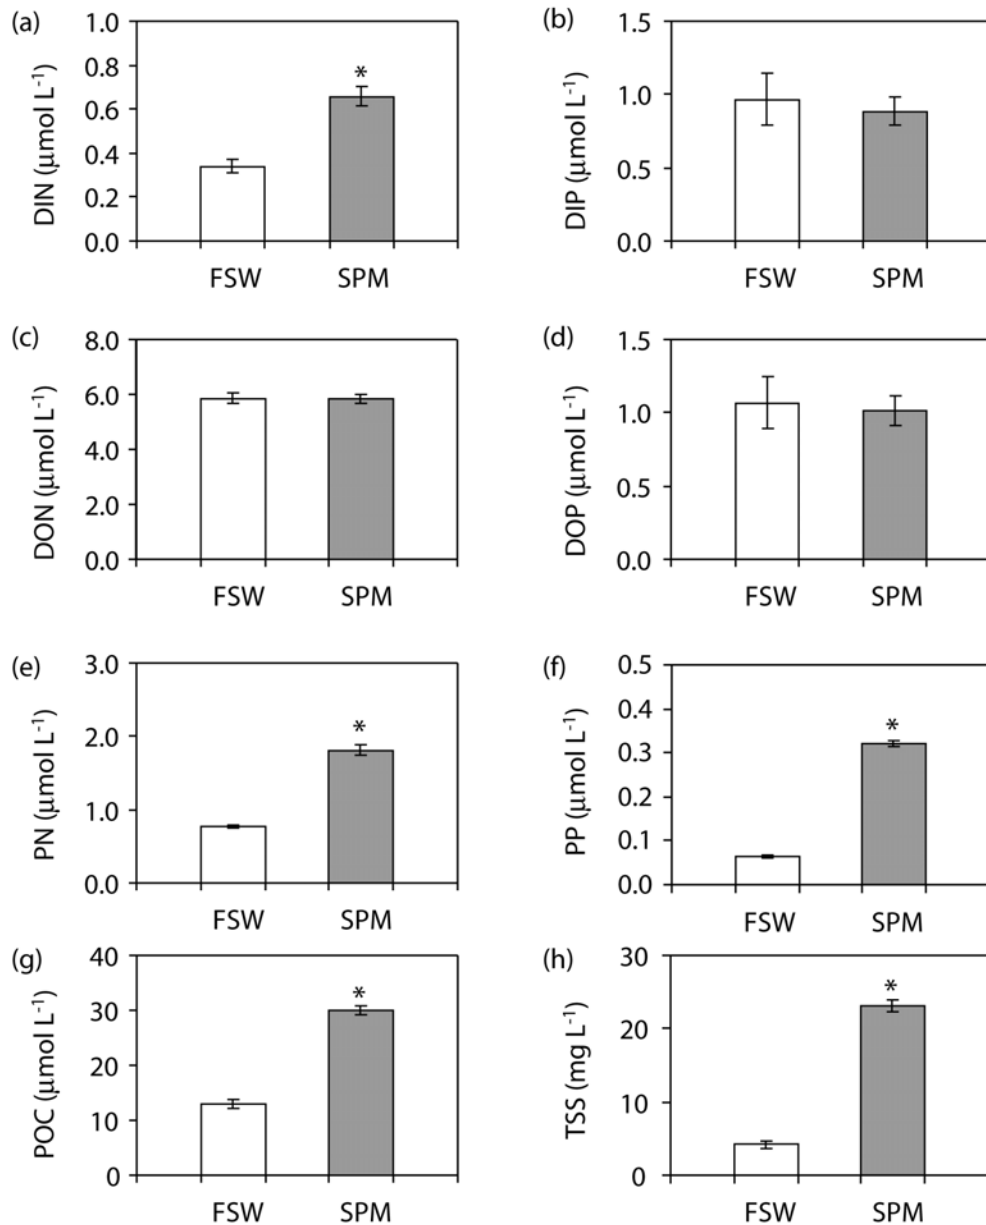 (a)
DIN (μmol L⁻¹)
1.0
0.8
0.6
0.4
0.2
0.0
*
FSW SPM
(b)
DIP (μmol L⁻¹)
1.5
1.0
0.5
0.0
FSW SPM
(c)
DON (μmol L⁻¹)
8.0
6.0
4.0
2.0
0.0
FSW SPM
(d)
DOP (μmol L⁻¹)
1.5
1.0
0.5
0.0
FSW SPM
(e)
PN (μmol L⁻¹)
3.0
2.0
1.0
0.0
*
FSW SPM
(f)
PP (μmol L⁻¹)
0.5
0.4
0.3
0.2
0.1
0.0
*
FSW SPM
(g)
POC (μmol L⁻¹)
40
30
20
10
0
*
FSW SPM
(h)
TSS (mg L⁻¹)
30
20
10
0
*
FSW SPM